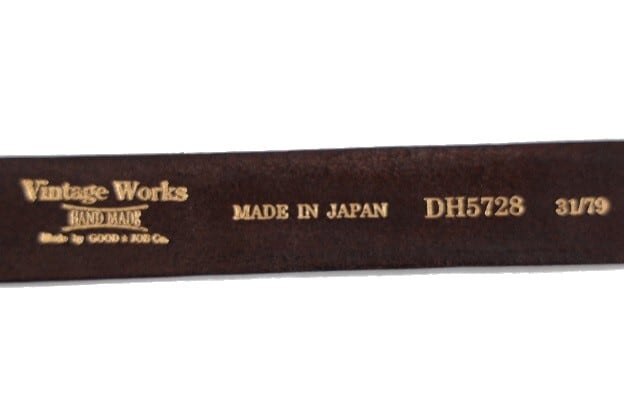 Vintage Works
HAND MADE
Made by GOOD & JOB Co.
MADE IN JAPAN
DH5728
31/79